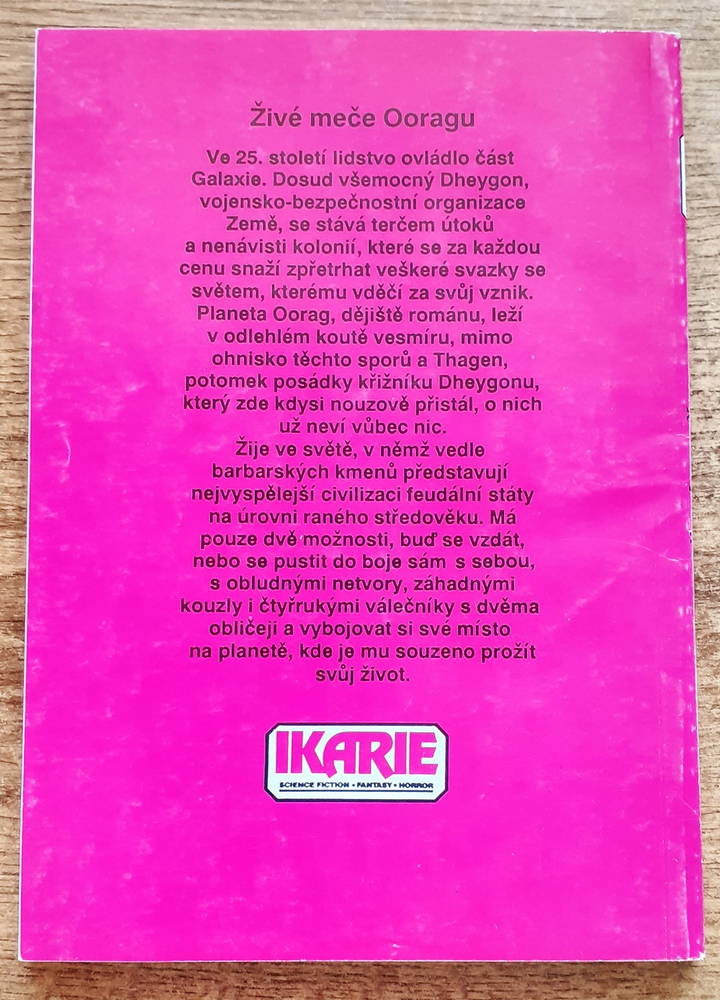 Živé meče Ooragu
Ve 25. století lidstvo ovládlo část
Galaxie. Dosud všemocný Dheygon,
vojensko-bezpečnostní organizace
Země, se stává terčem útoků
a nenávisti kolonií, které se za každou
cenu snaží zpřetrhat veškeré svazky se
světem, kterému vděčí za svůj vznik.
Planeta Oorag, dějiště románu, leží
v odlehlém koutě vesmíru, mimo
ohnisko těchto sporů a Thagen,
potomek posádky křižníku Dheygonu,
který zde kdysi nouzově přistál, o nich
už neví vůbec nic.
Žije ve světě, v němž vedle
barbarských kmenů představují
nejvyspělejší civilizaci feudální státy
na úrovni raného středověku. Má
pouze dvě možnosti, buď se vzdát,
nebo se pustit do boje sám s sebou,
s obludnými netvory, záhadnými
kouzly i čtyřrukými válečníky s dvěma
obličeji a vybojovat si své místo
na planetě, kde je mu souzeno prožít
svůj život.
IKARIE
SCIENCE FICTION • FANTASY • HORROR